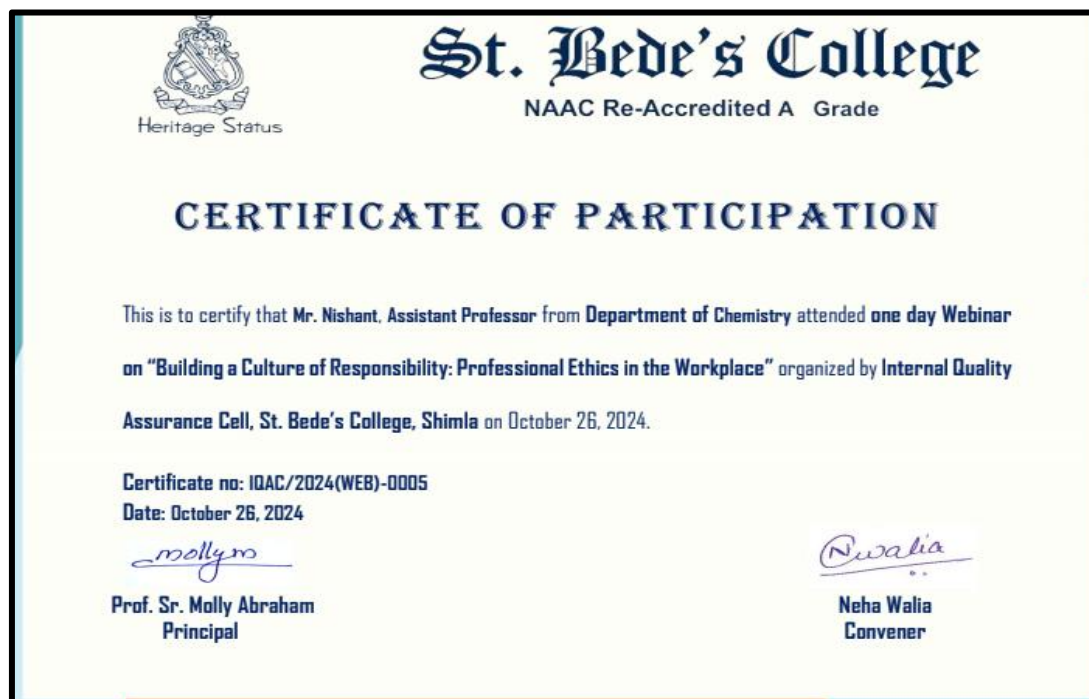 St. Bede's College
NAAC Re-Accredited A Grade
Heritage Status
CERTIFICATE OF PARTICIPATION
This is to certify that Mr. Nishant, Assistant Professor from Department of Chemistry attended one day Webinar
on “Building a Culture of Responsibility: Professional Ethics in the Workplace” organized by Internal Quality
Assurance Cell, St. Bede's College, Shimla on October 26, 2024.
Certificate no: IQAC/2024(WEB)-0005
Date: October 26, 2024
mollym
Nwalia
Prof. Sr. Molly Abraham
Principal
Neha Walia
Convener